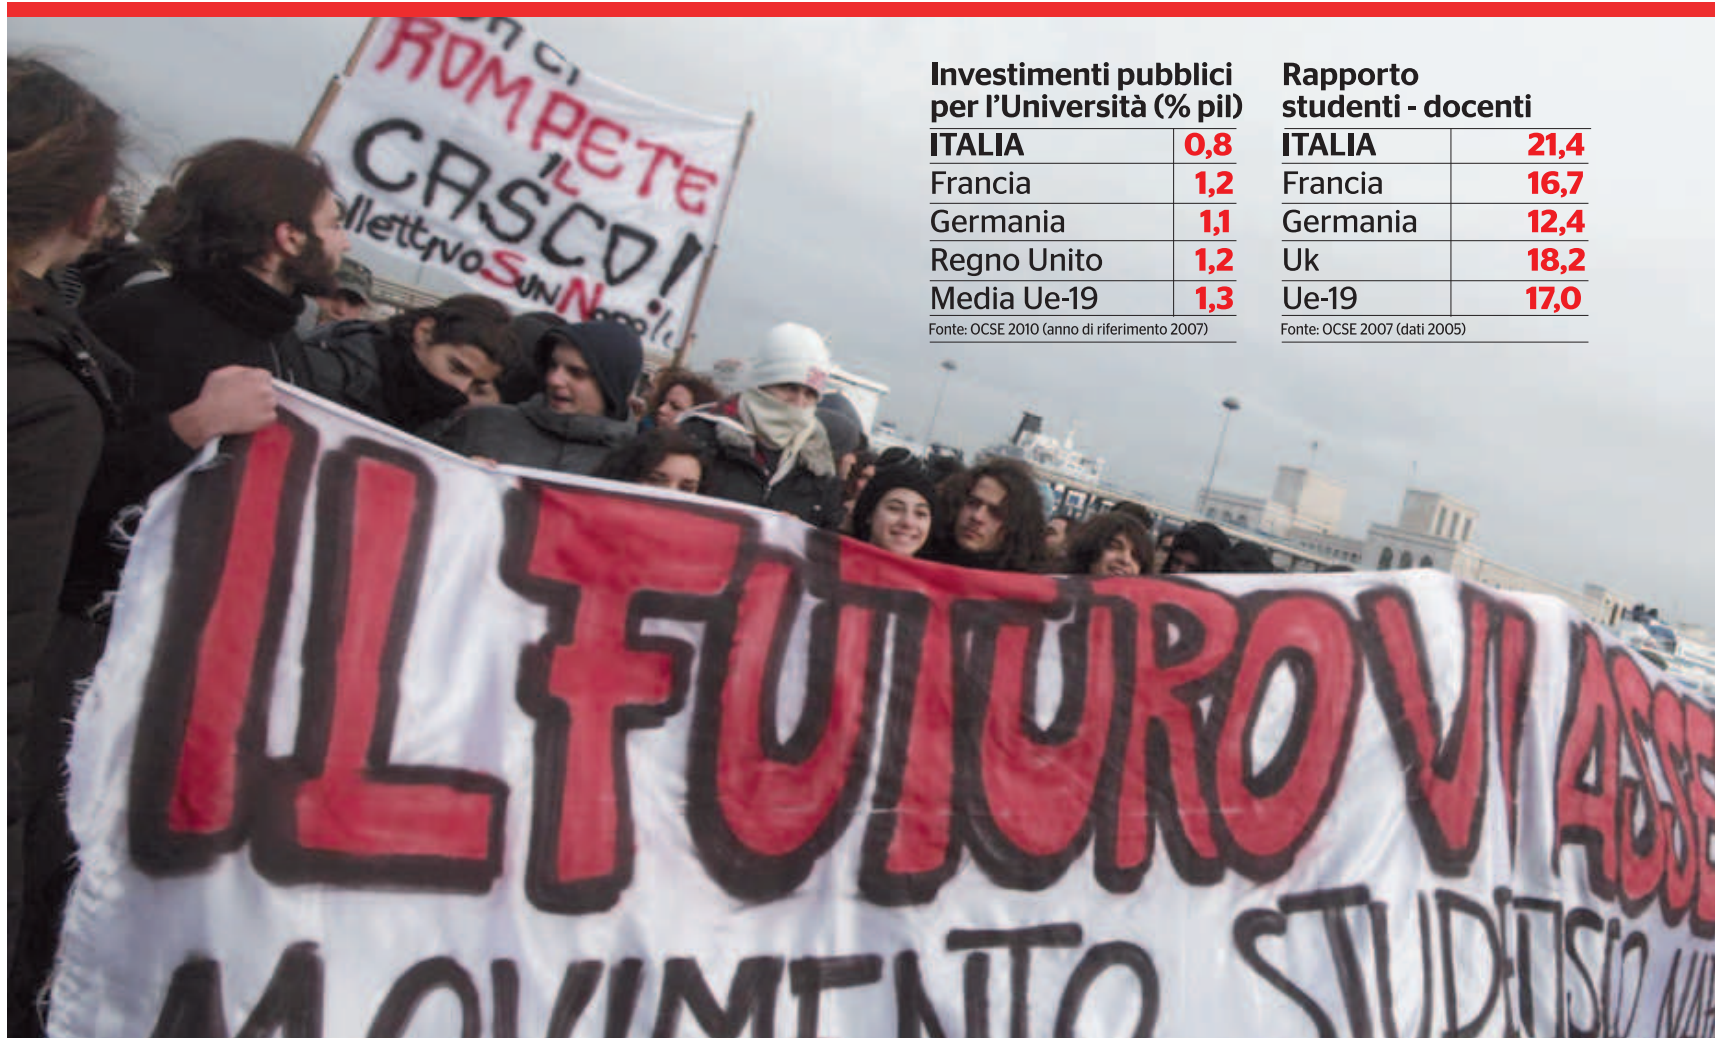 ROMPETE
IL
CASCO!
Investimenti pubblici
per l'Università (% pil)
ITALIA 0,8
Francia 1,2
Germania 1,1
Regno Unito 1,2
Media Ue-19 1,3
Fonte: OCSE 2010 (anno di riferimento 2007)
Rapporto
studenti - docenti
ITALIA 21,4
Francia 16,7
Germania 12,4
Uk 18,2
Ue-19 17,0
Fonte: OCSE 2007 (dati 2005)
IL FUTURO VI ASSE
MOVIMENTO STUDENTSCO